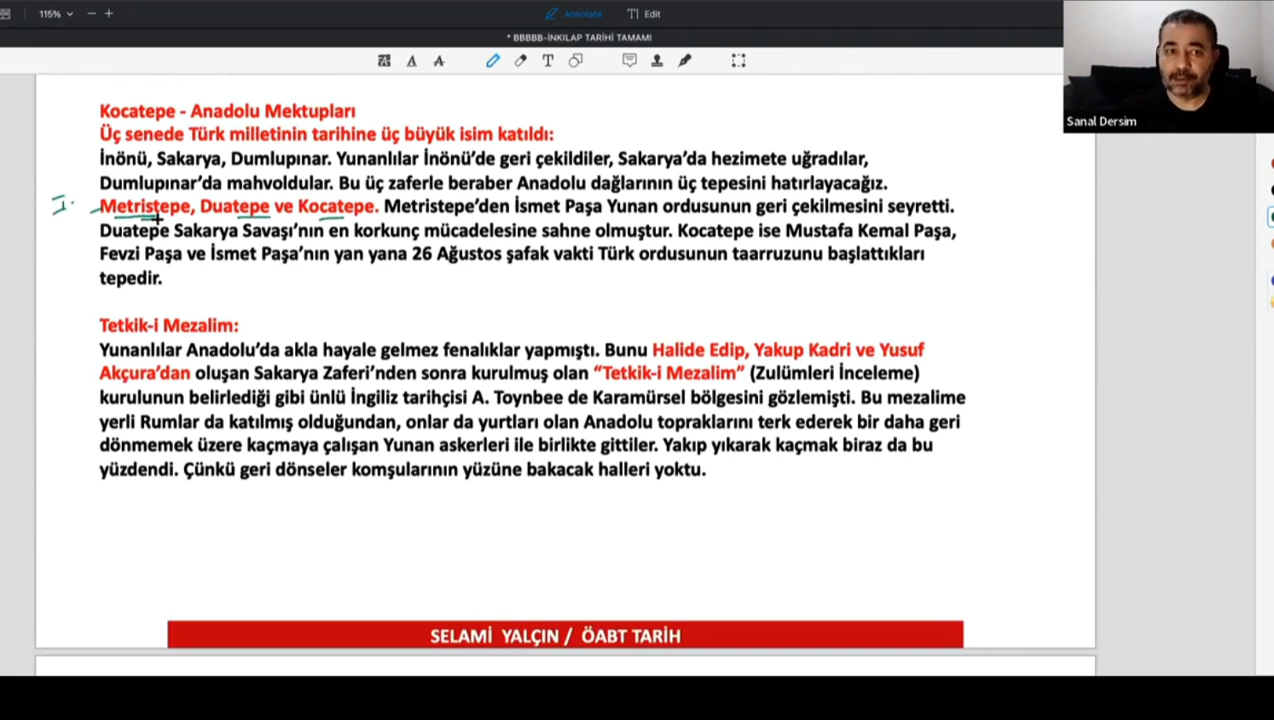 115%
Annotate
Edit
* BBBBB-İNKILAP TARİHİ TAMAMI
Sanal Dersim
Kocatepe - Anadolu Mektupları
Üç senede Türk milletinin tarihine üç büyük isim katıldı:
İnönü, Sakarya, Dumlupınar. Yunanlılar İnönü’de geri çekildiler, Sakarya’da hezimete uğradılar,
Dumlupınar’da mahvoldular. Bu üç zaferle beraber Anadolu dağlarının üç tepesini hatırlayacağız.
I.
Metristepe, Duatepe ve Kocatepe. Metristepe’den İsmet Paşa Yunan ordusunun geri çekilmesini seyretti.
Duatepe Sakarya Savaşı’nın en korkunç mücadelesine sahne olmuştur. Kocatepe ise Mustafa Kemal Paşa,
Fevzi Paşa ve İsmet Paşa’nın yan yana 26 Ağustos şafak vakti Türk ordusunun taarruzunu başlattıkları
tepedir.
Tetkik-i Mezalim:
Yunanlılar Anadolu’da akla hayale gelmez fenalıklar yapmıştı. Bunu Halide Edip, Yakup Kadri ve Yusuf
Akçura’dan oluşan Sakarya Zaferi’nden sonra kurulmuş olan “Tetkik-i Mezalim” (Zulümleri İnceleme)
kurulunun belirlediği gibi ünlü İngiliz tarihçisi A. Toynbee de Karamürsel bölgesini gözlemişti. Bu mezalime
yerli Rumlar da katılmış olduğundan, onlar da yurtları olan Anadolu topraklarını terk ederek bir daha geri
dönmemek üzere kaçmaya çalışan Yunan askerleri ile birlikte gittiler. Yakıp yıkarak kaçmak biraz da bu
yüzdendi. Çünkü geri dönseler komşularının yüzüne bakacak halleri yoktu.
SELAMİ YALÇIN / ÖABT TARİH